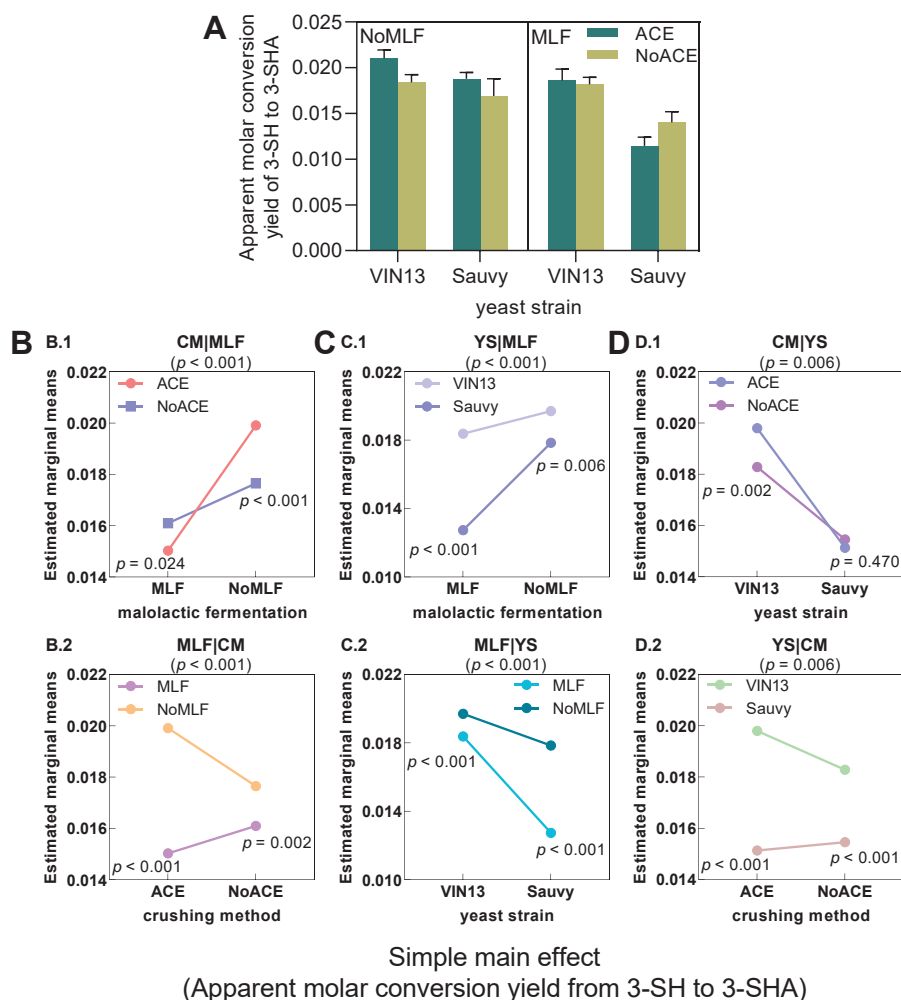 A
Apparent molar conversion
yield of 3-SH to 3-SHA
0.025
0.020
0.015
0.010
0.005
0.000
NoMLF
MLF
ACE
NoACE
VIN13
Sauvy
VIN13
Sauvy
yeast strain
B
B.1
CM|MLF
(p < 0.001)
Estimated marginal means
0.022
0.020
0.018
0.016
0.014
ACE
NoACE
p < 0.001
p = 0.024
MLF
NoMLF
malolactic fermentation
C
C.1
YS|MLF
(p < 0.001)
Estimated marginal means
0.022
0.018
0.014
0.010
VIN13
Sauvy
p = 0.006
p < 0.001
MLF
NoMLF
malolactic fermentation
D
D.1
CM|YS
(p = 0.006)
Estimated marginal means
0.022
0.020
0.018
0.016
0.014
ACE
NoACE
p = 0.002
p = 0.470
VIN13
Sauvy
yeast strain
B.2
MLF|CM
(p < 0.001)
Estimated marginal means
0.022
0.020
0.018
0.016
0.014
MLF
NoMLF
p = 0.002
p < 0.001
ACE
NoACE
crushing method
C.2
MLF|YS
(p < 0.001)
Estimated marginal means
0.022
0.018
0.014
0.010
MLF
NoMLF
p < 0.001
p < 0.001
VIN13
Sauvy
yeast strain
D.2
YS|CM
(p = 0.006)
Estimated marginal means
0.022
0.020
0.018
0.016
0.014
VIN13
Sauvy
p < 0.001
p < 0.001
ACE
NoACE
crushing method
Simple main effect
(Apparent molar conversion yield from 3-SH to 3-SHA)